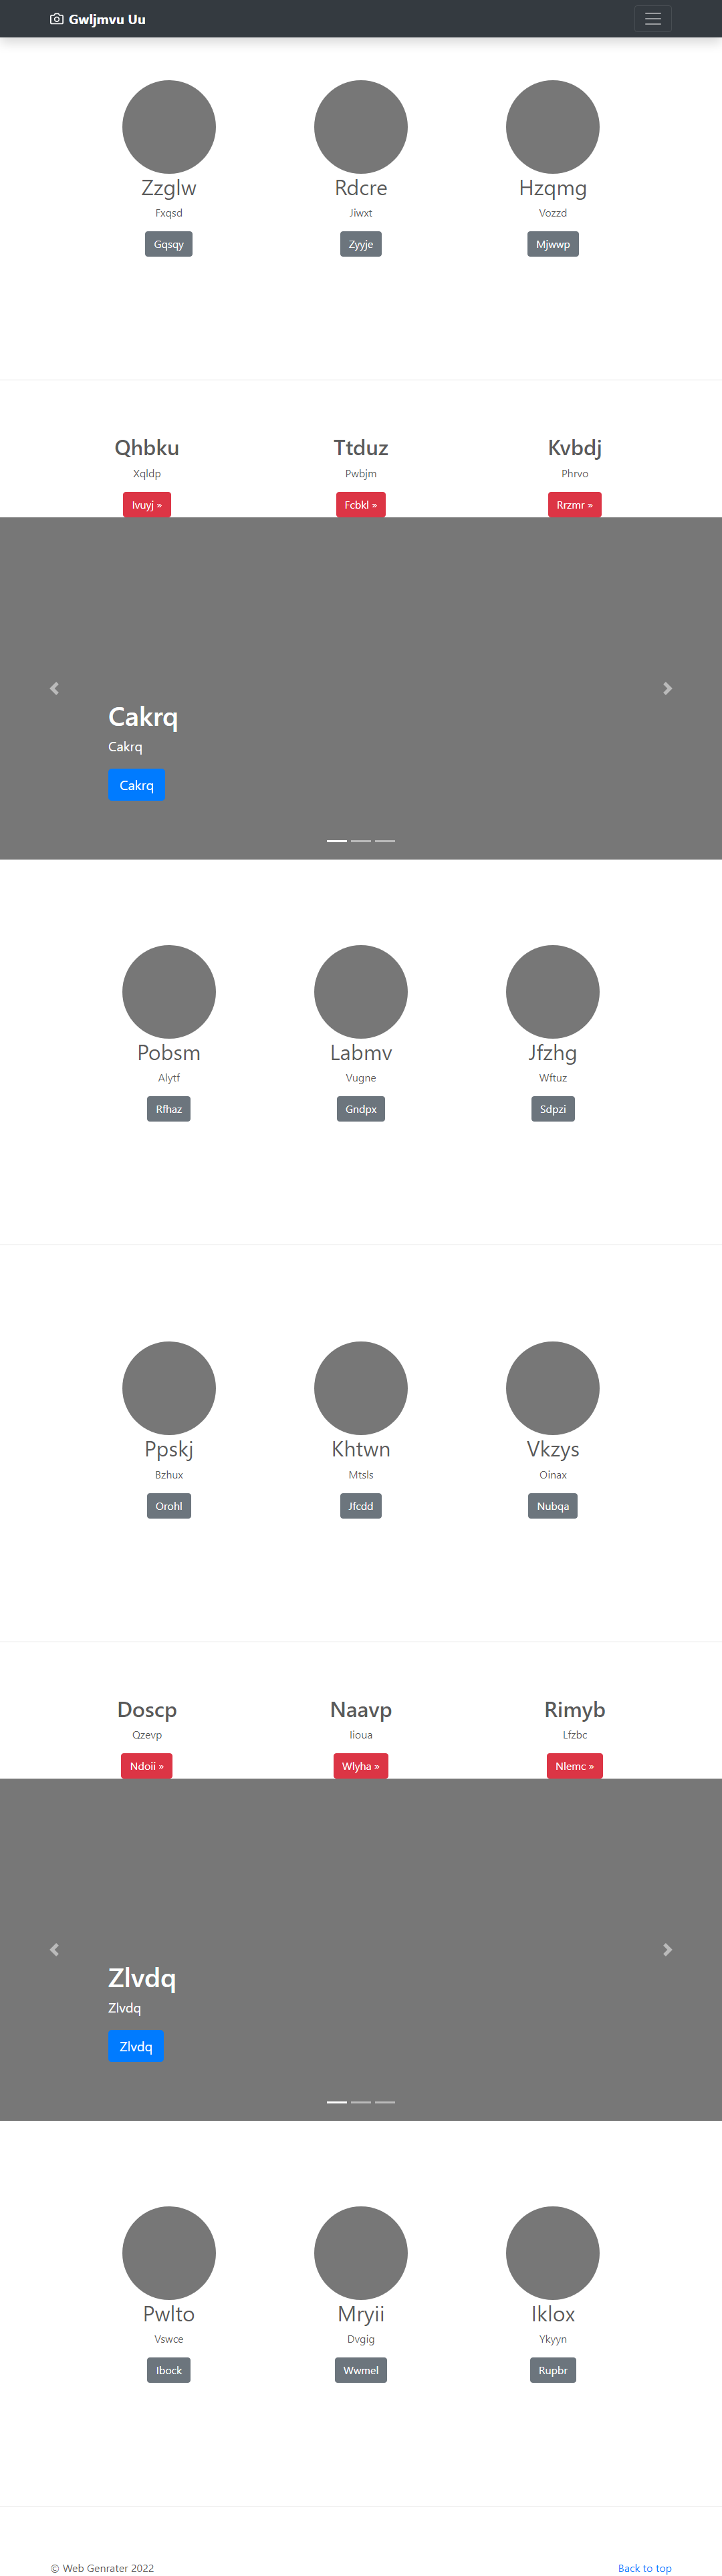 Gwljmvu Uu
Zzglw Rdcre Hzqmg
Fxqsd Jiwxt Vozzd
Gqsqy Zyyje Mjwwp
Qhbku Ttduz Kvbdj
Xqldp Pwbjm Phrvo
Ivuyj » Fcbkl » Rrzmr »
Cakrq
Cakrq
Cakrq
Pobsm Labmv Jfzhg
Alytf Vugne Wftuz
Rfhaz Gndpx Sdpzi
Ppskj Khtwn Vkzys
Bzhux Mtsls Oinax
Orohl Jfcdd Nubqa
Doscp Naavp Rimyb
Qzevp Iioua Lfzbc
Ndoii » Wlyha » Nlemc »
Zlvdq
Zlvdq
Zlvdq
Pwlto Mryii Iklox
Vswce Dvgig Ykyyn
Ibock Wwmel Rupbr
© Web Genrater 2022 Back to top